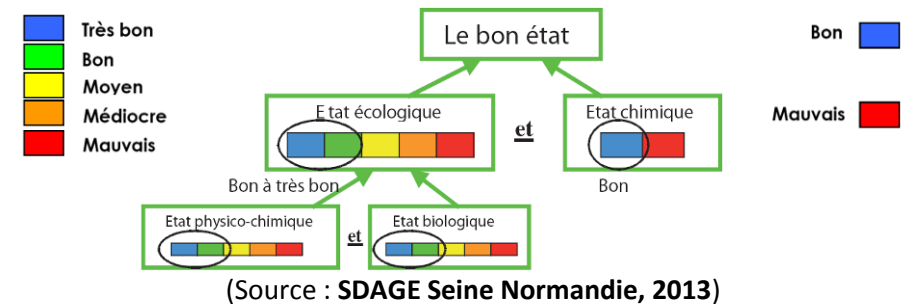 Très bon
Bon
Moyen
Médiocre
Mauvais
Le bon état
Bon
Mauvais
E tat écologique
et
Etat chimique
Bon à très bon
Bon
Etat physico-chimique
et
Etat biologique
(Source : SDAGE Seine Normandie, 2013)